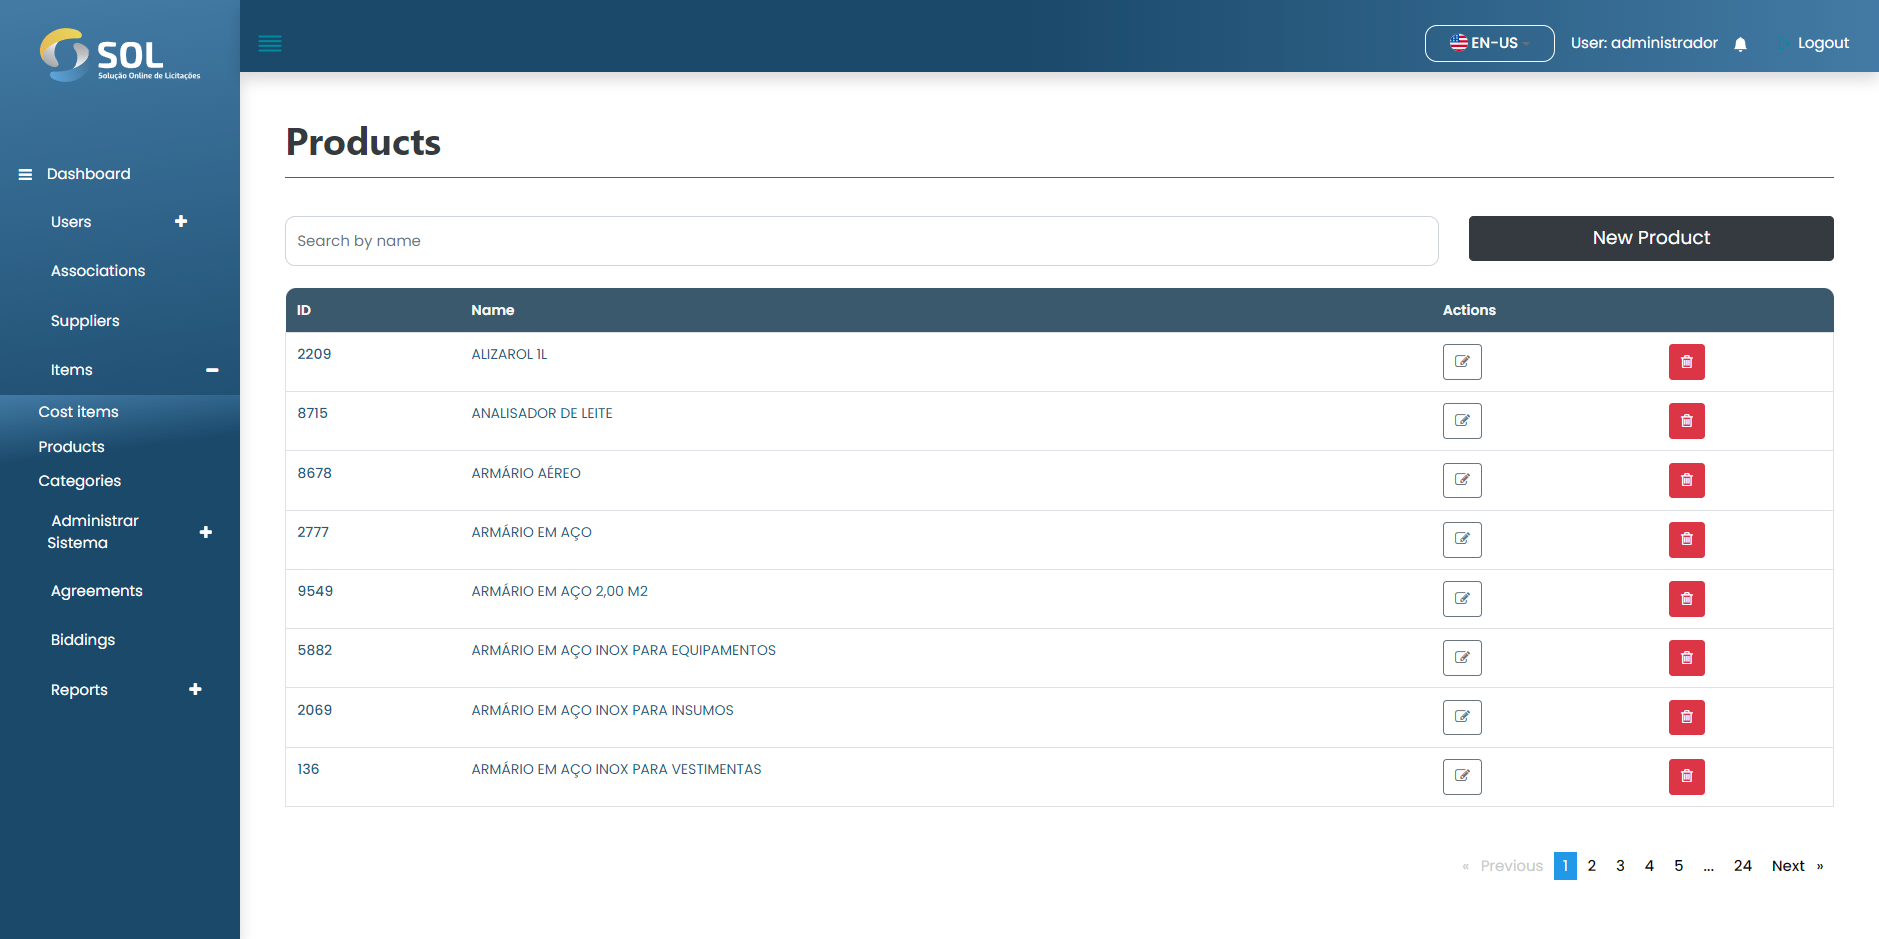 SOL
Solução Online de Licitações
EN-US
User: administrador
Logout
Dashboard
Users
Associations
Suppliers
Items
Cost items
Products
Categories
Administrar
Sistema
Agreements
Biddings
Reports
Products
Search by name
New Product
ID Name Actions
2209 ALIZAROL 1L
8715 ANALISADOR DE LEITE
8678 ARMÁRIO AÉREO
2777 ARMÁRIO EM AÇO
9549 ARMÁRIO EM AÇO 2,00 M2
5882 ARMÁRIO EM AÇO INOX PARA EQUIPAMENTOS
2069 ARMÁRIO EM AÇO INOX PARA INSUMOS
136 ARMÁRIO EM AÇO INOX PARA VESTIMENTAS
« Previous 1 2 3 4 5 ... 24 Next »